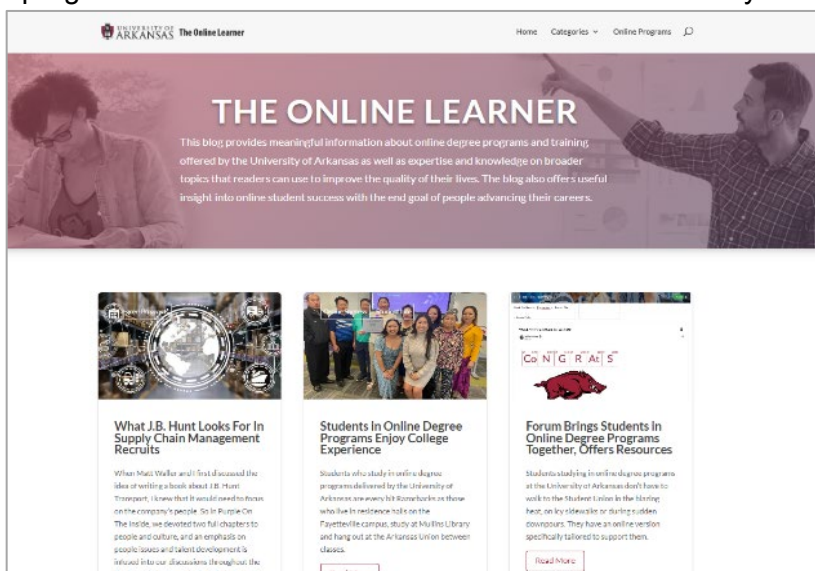 UNIVERSITY OF
ARKANSAS The Online Learner
Home Categories Online Programs
THE ONLINE LEARNER
This blog provides meaningful information about online degree programs and training
offered by the University of Arkansas as well as expertise and knowledge on broader
topics that readers can use to improve the quality of their lives. The blog also offers useful
insight into online student success with the end goal of people advancing their careers.
Co N G R At S
What J.B. Hunt Looks For In
Supply Chain Management
Recruits
When Matt Waller and I first discussed the
idea of writing a book about J.B. Hunt
Transport, I knew that it would need to focus
on the company's people. So in Purple On
The Inside, we devoted two full chapters to
people and culture, and an emphasis on
people issues and talent development is
infused into our discussions throughout the
Students in Online Degree
Programs Enjoy College
Experience
Students who study in online degree
programs delivered by the University of
Arkansas are every bit Razorbacks as those
who live in residence halls on the
Fayetteville campus, study at Mullins Library
and hang out at the Arkansas Union between
classes.
Forum Brings Students in
Online Degree Programs
Together, Offers Resources
Students studying in online degree programs
at the University of Arkansas don't have to
walk to the Student Union in the blazing
heat, on icy sidewalks or during sudden
downpours. They have an online version
specifically tailored to support them.
Read More